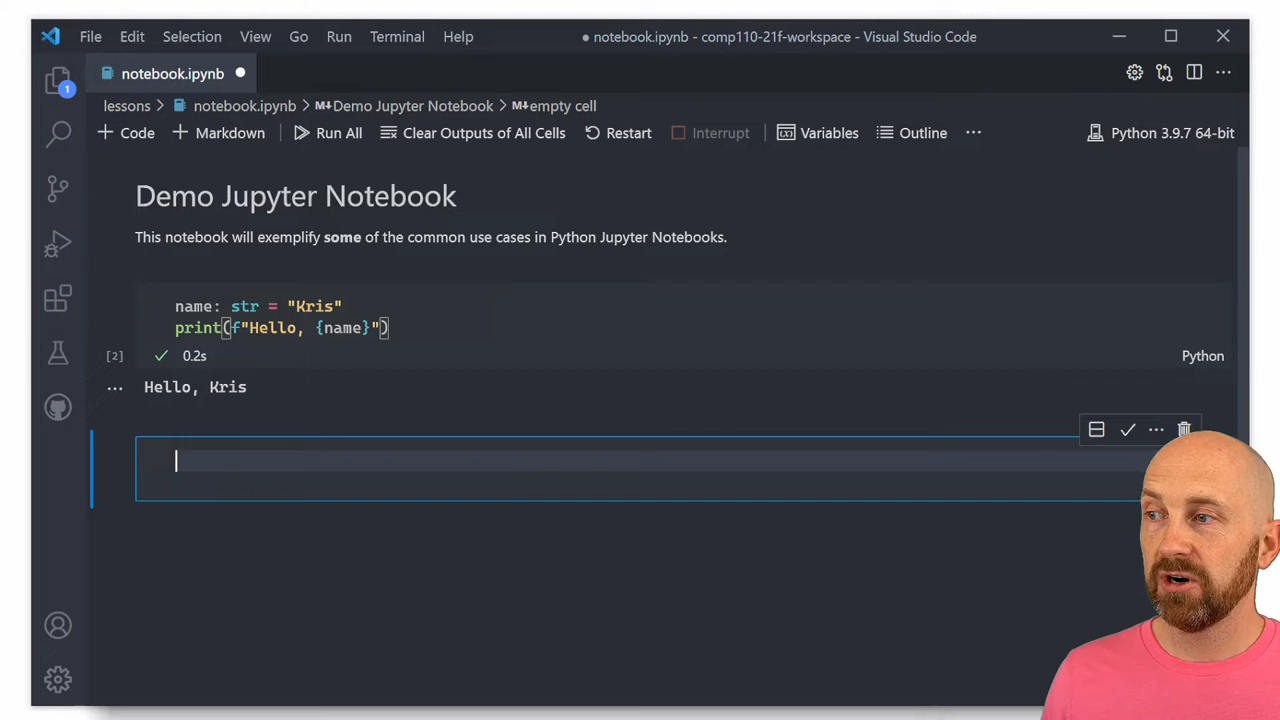 File Edit Selection View Go Run Terminal Help ● notebook.ipynb - comp110-21f-workspace - Visual Studio Code
notebook.ipynb
1
lessons > notebook.ipynb > M↓Demo Jupyter Notebook > M↓empty cell
+ Code + Markdown Run All Clear Outputs of All Cells Restart Interrupt (x) Variables Outline ··· Python 3.9.7 64-bit
Demo Jupyter Notebook
This notebook will exemplify some of the common use cases in Python Jupyter Notebooks.
name: str = "Kris"
print(f"Hello, {name}")
[2] ✓ 0.2s Python
··· Hello, Kris